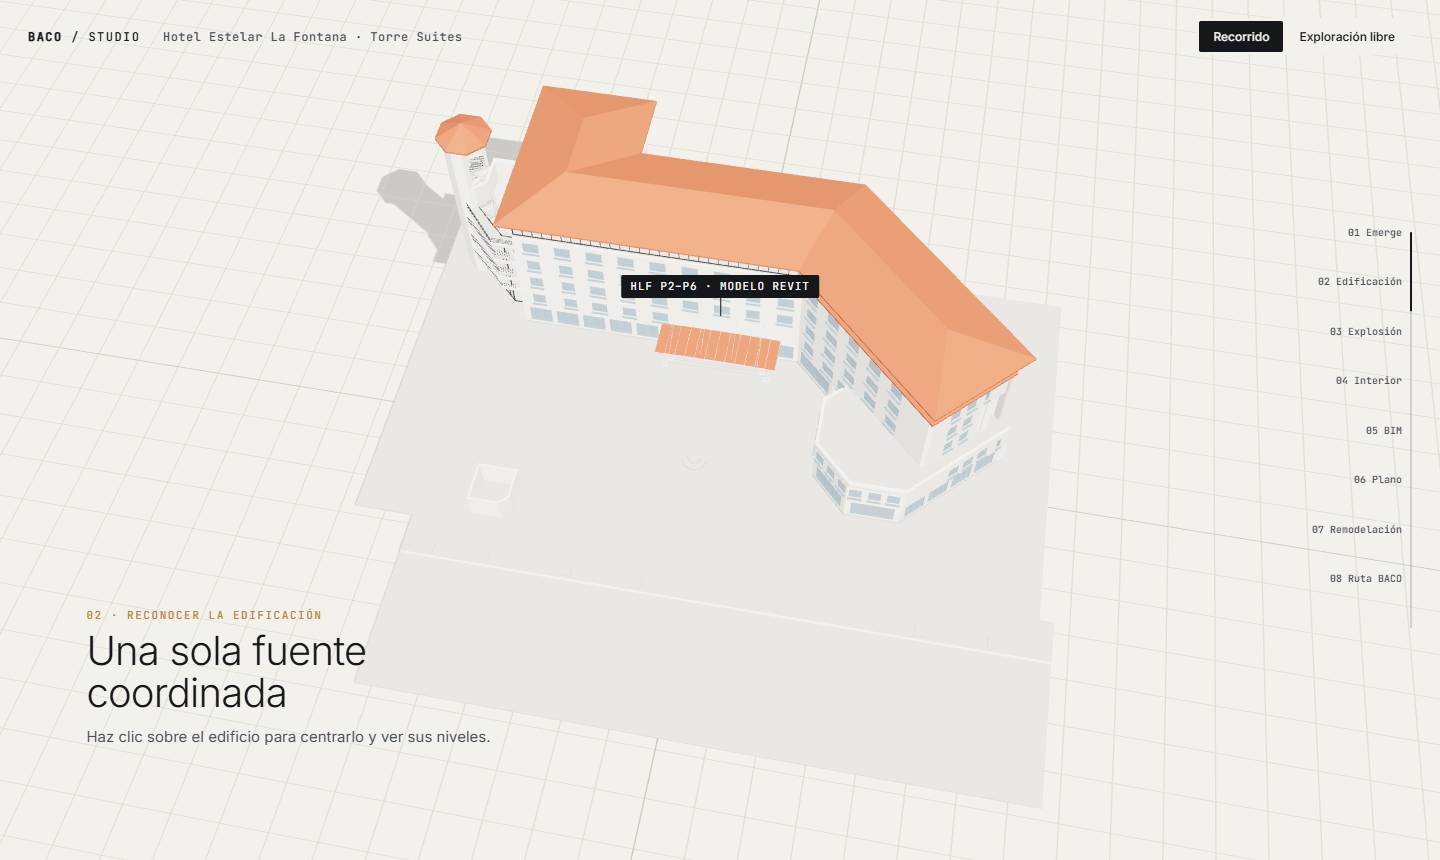 BACO / STUDIO Hotel Estelar La Fontana · Torre Suites
Recorrido Exploración libre
HLF P2–P6 · MODELO REVIT
01 Emerge
02 Edificación
03 Explosión
04 Interior
05 BIM
06 Plano
07 Remodelación
08 Ruta BACO
02 · RECONOCER LA EDIFICACIÓN
Una sola fuente
coordinada
Haz clic sobre el edificio para centrarlo y ver sus niveles.